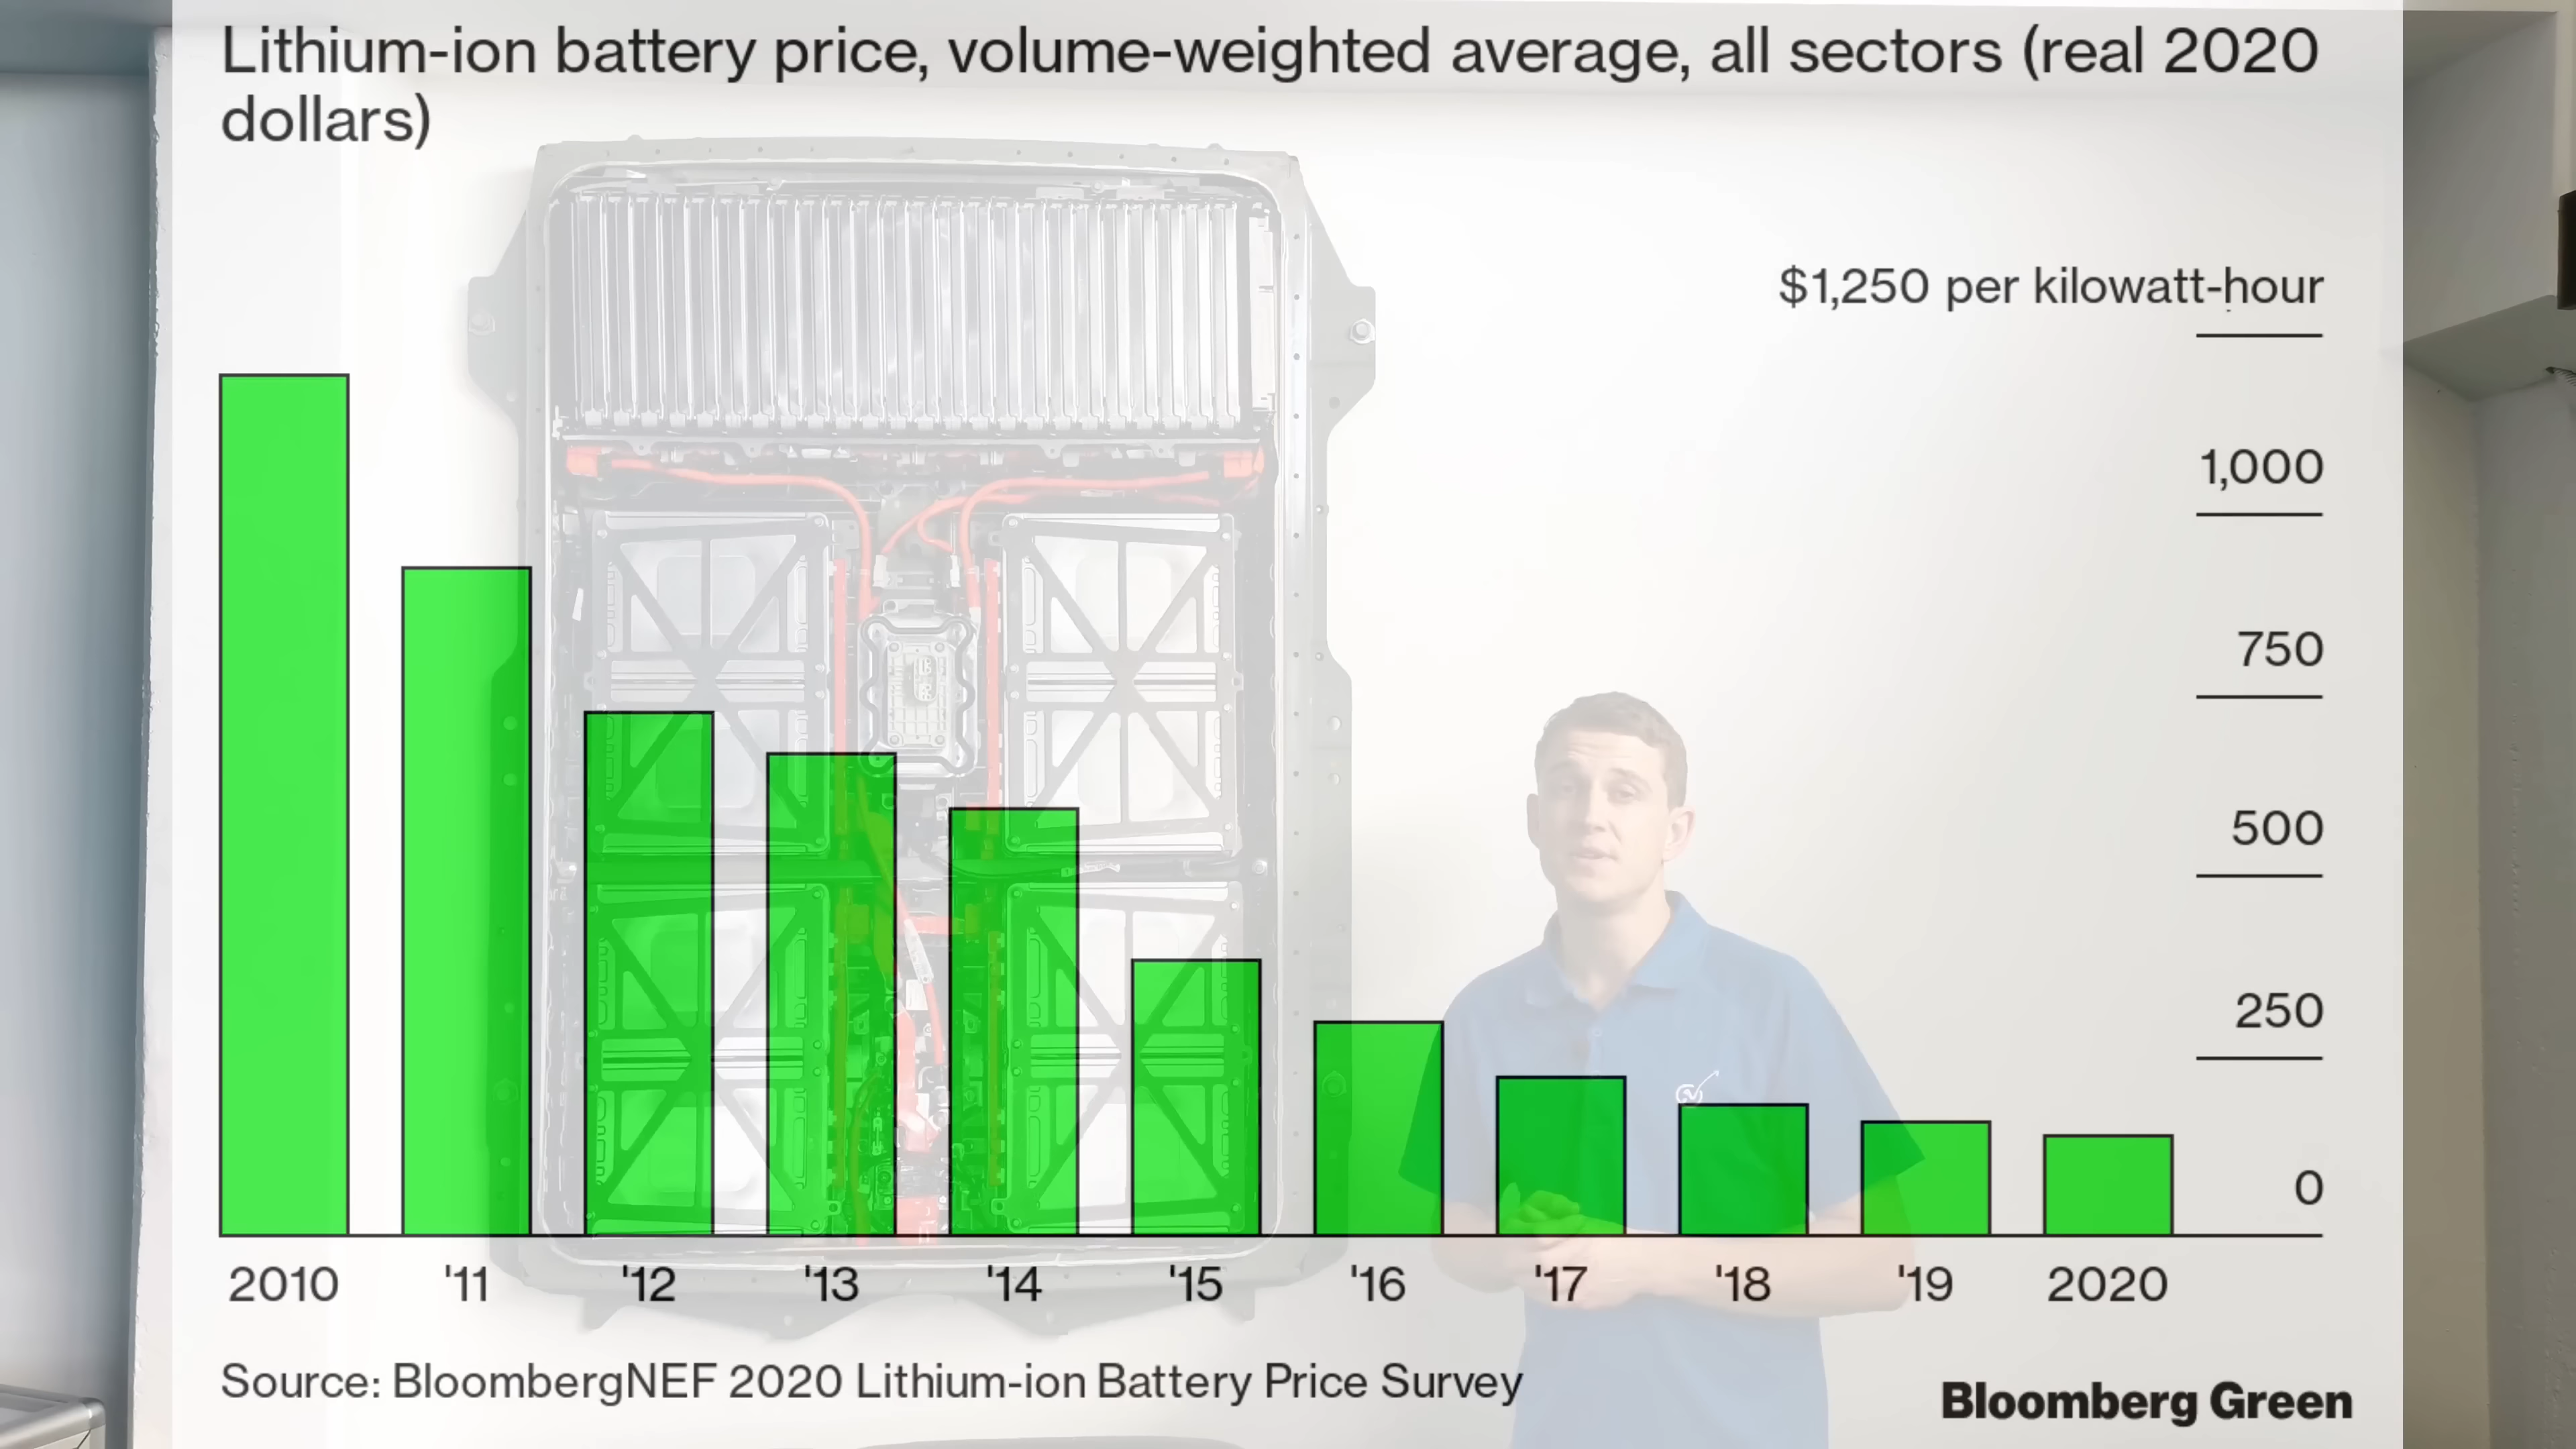 Lithium-ion battery price, volume-weighted average, all sectors (real 2020
dollars)
$1,250 per kilowatt-hour
1,000
750
500
250
0
2010 '11 '12 '13 '14 '15 '16 '17 '18 '19 2020
Source: BloombergNEF 2020 Lithium-ion Battery Price Survey
Bloomberg Green